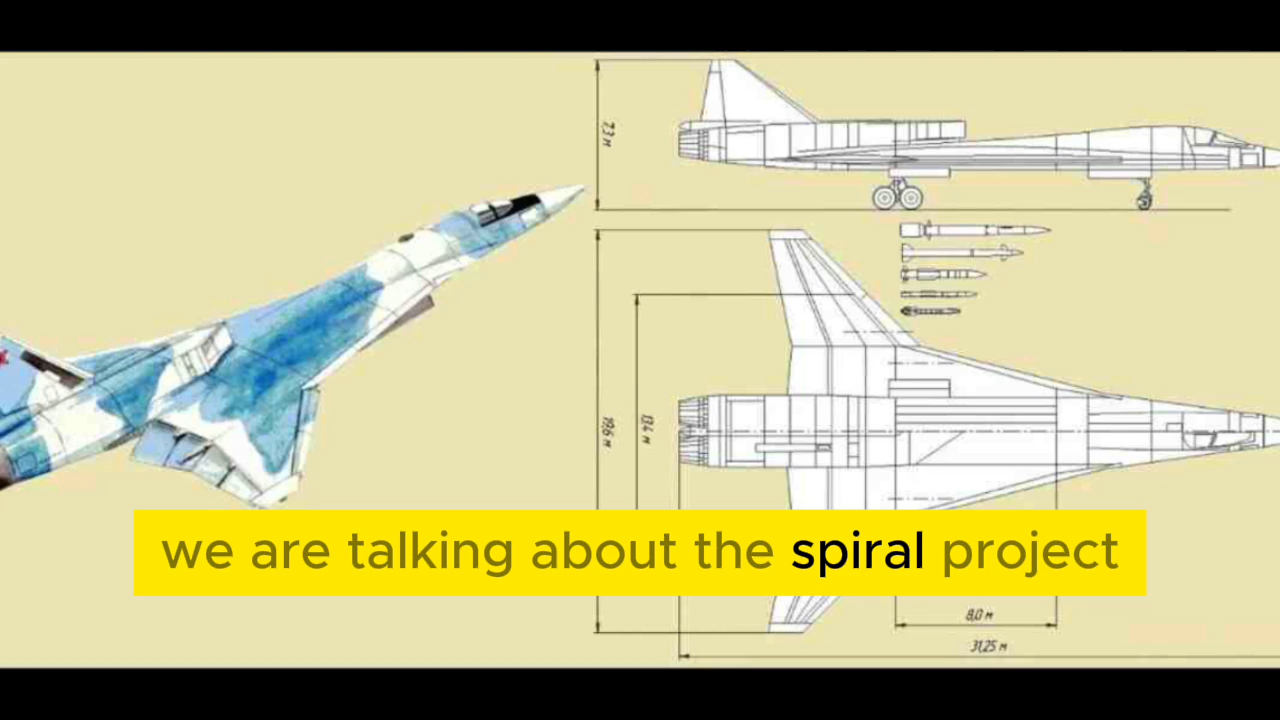 7,3 м
19,6 м
13,4 м
we are talking about the spiral project
8,0 м
31,25 м